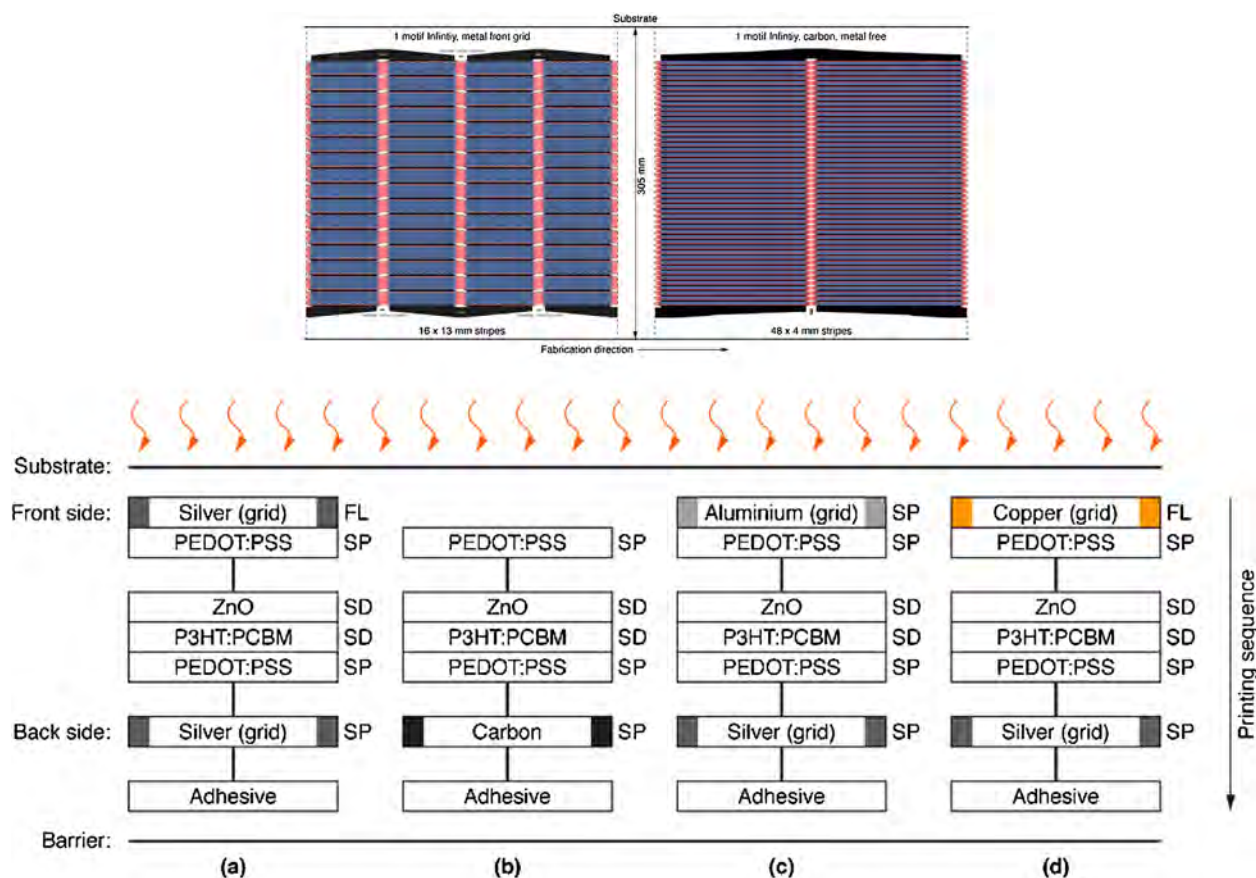 Substrate
1 motif Infintiy, metal front grid
1 motif Infintiy, carbon, metal free
305 mm
16 x 13 mm stripes
48 x 4 mm stripes
Fabrication direction
Substrate:
Front side: Silver (grid) FL Aluminium (grid) SP Copper (grid) FL
PEDOT:PSS SP PEDOT:PSS SP PEDOT:PSS SP PEDOT:PSS SP
ZnO SD ZnO SD ZnO SD ZnO SD
P3HT:PCBM SD P3HT:PCBM SD P3HT:PCBM SD P3HT:PCBM SD
PEDOT:PSS SP PEDOT:PSS SP PEDOT:PSS SP PEDOT:PSS SP
Back side: Silver (grid) SP Carbon SP Silver (grid) SP Silver (grid) SP
Adhesive Adhesive Adhesive Adhesive
Barrier:
(a) (b) (c) (d)
Printing sequence